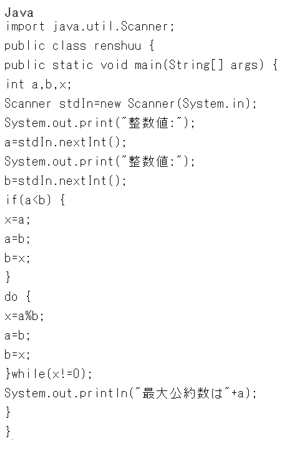 Java
import java.util.Scanner;
public class renshuu {
public static void main(String[] args) {
int a,b,x;
Scanner stdIn=new Scanner(System.in);
System.out.print("整数値:");
a=stdIn.nextInt();
System.out.print("整数値:");
b=stdIn.nextInt();
if(a<b) {
x=a;
a=b;
b=x;
}
do {
x=a%b;
a=b;
b=x;
}while(x!=0);
System.out.println("最大公約数は"+a);
}
}